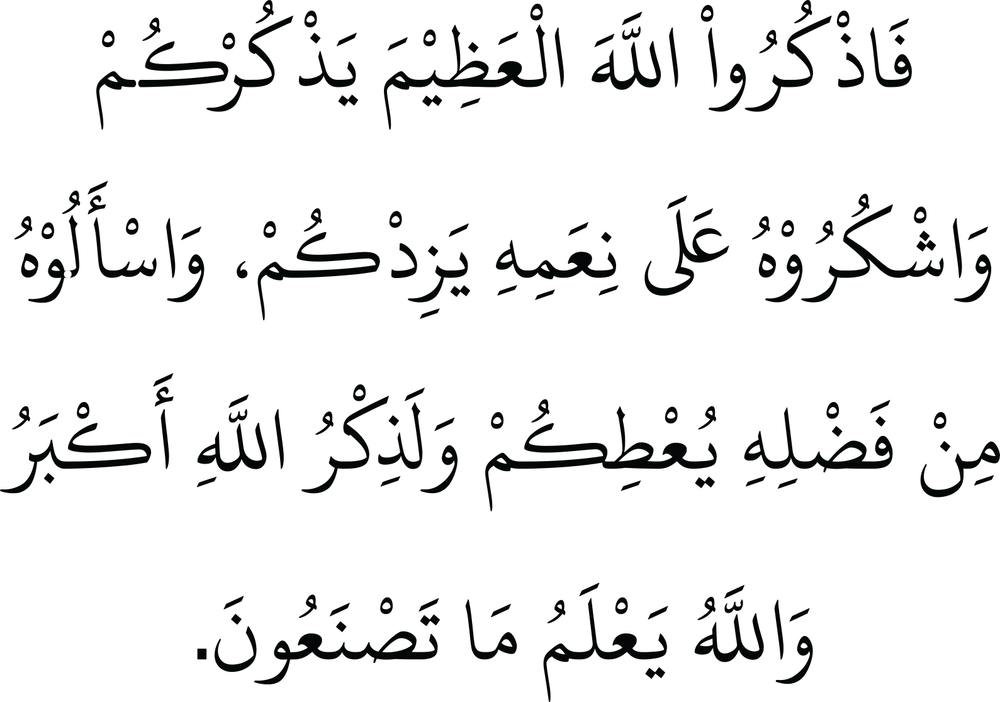 فَاذْكُرُواْ اللَّهَ الْعَظِيْمَ يَذْكُرْكُمْ
وَاشْكُرُوْهُ عَلَى نِعَمِهِ يَزِدْكُمْ، وَاسْأَلُوْهُ
مِنْ فَضْلِهِ يُعْطِكُمْ وَلَذِكْرُ اللَّهِ أَكْبَرُ
وَاللَّهُ يَعْلَمُ مَا تَصْنَعُونَ.